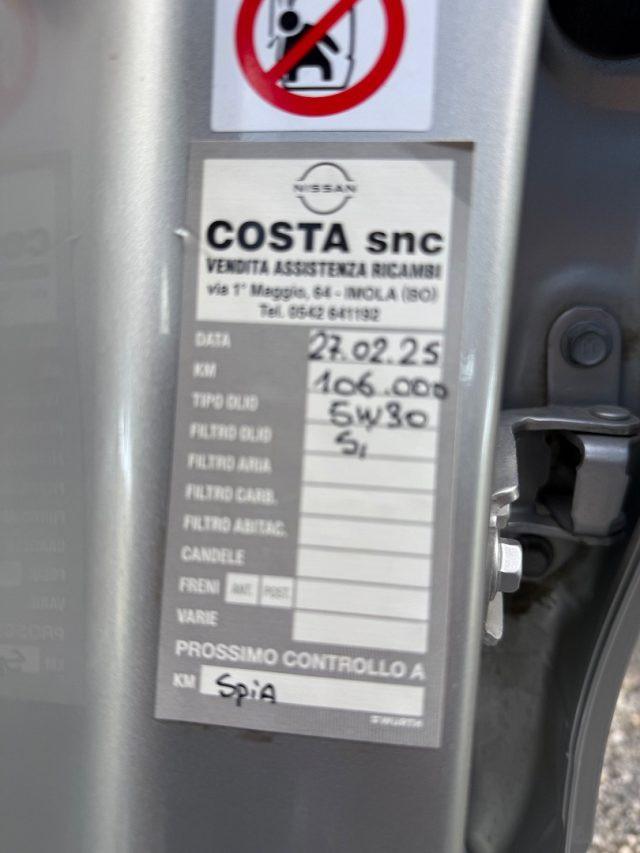 NISSAN
COSTA snc
VENDITA ASSISTENZA RICAMBI
via 1° Maggio, 64 - IMOLA (BO)
Tel. 0542 641192
DATA 27.02.25
KM 106.000
TIPO OLIO 5W30
FILTRO OLIO Si
FILTRO ARIA
FILTRO CARB.
FILTRO ABITAC.
CANDELE
FRENI ANT. POST.
VARIE
PROSSIMO CONTROLLO A
KM SpiA
WÜRTH